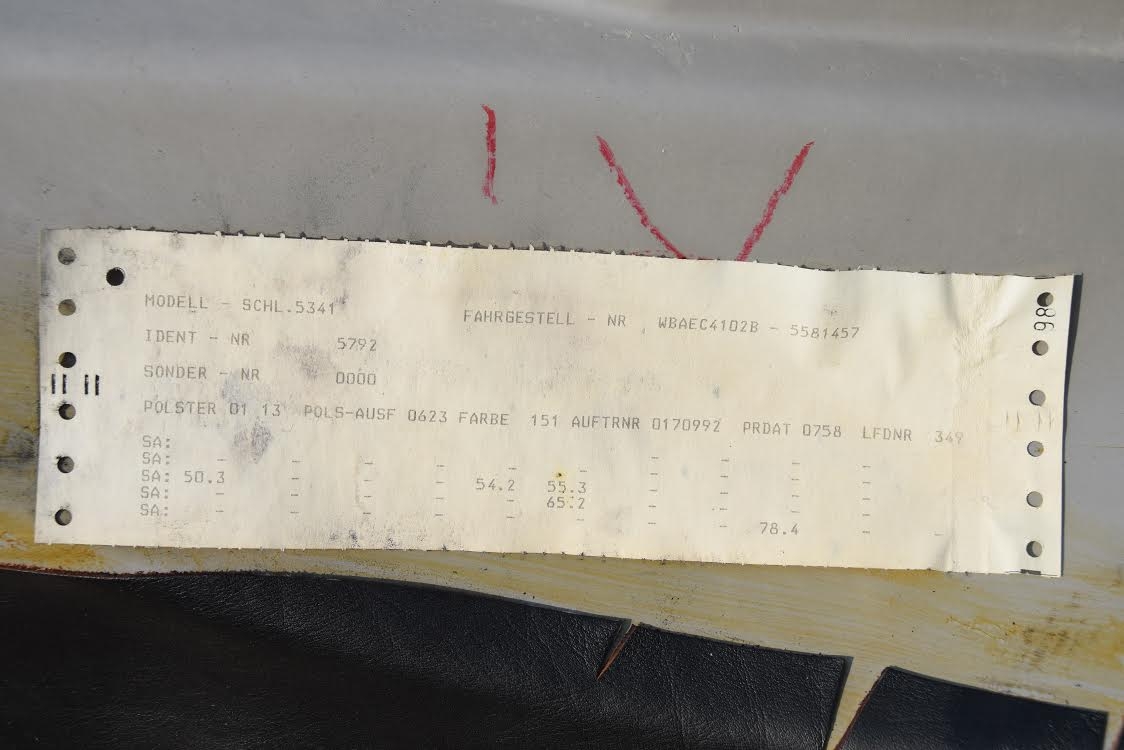 MODELL - SCHL.5341
FAHRGESTELL - NR WBAEC4102B - 5581457
IDENT - NR 5792
SONDER - NR 0000
POLSTER 01 13 POLS-AUSF 0623 FARBE 151 AUFTRNR 0170992 PRDAT 0758 LFDNR 349
SA: - - - - - - - - - -
SA: - - - - - - - - - -
SA: 50.3 - - - 54.2 55.3 - - - -
SA: - - - - - 65.2 - - - -
SA: - - - - - - - - 78.4 - -
86